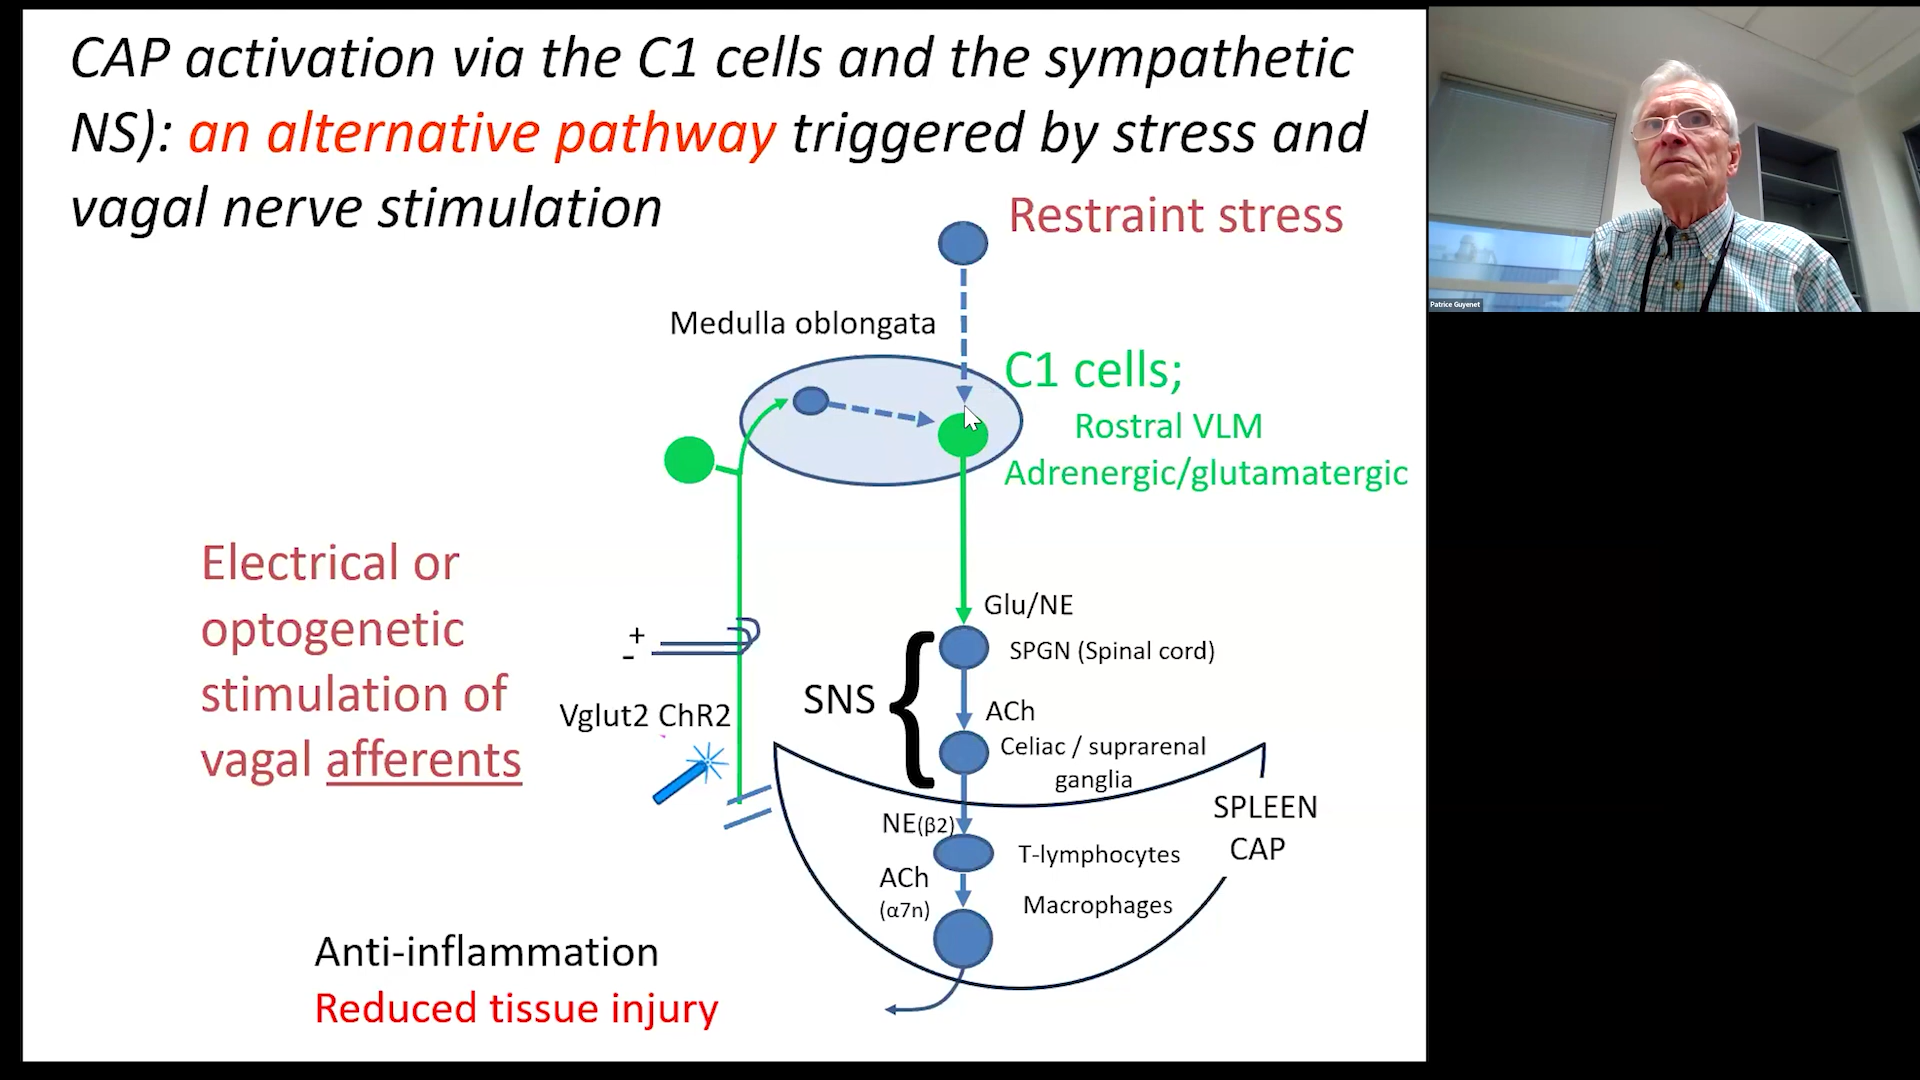 CAP activation via the C1 cells and the sympathetic
NS): an alternative pathway triggered by stress and
vagal nerve stimulation
Restraint stress
Medulla oblongata
C1 cells;
Rostral VLM
Adrenergic/glutamatergic
Electrical or
optogenetic
stimulation of
vagal afferents
+
-
Vglut2 ChR2
Glu/NE
SPGN (Spinal cord)
SNS {
ACh
Celiac / suprarenal
ganglia
SPLEEN
CAP
NE(β2)
T-lymphocytes
ACh
(α7n)
Macrophages
Anti-inflammation
Reduced tissue injury
Patrice Guyenet